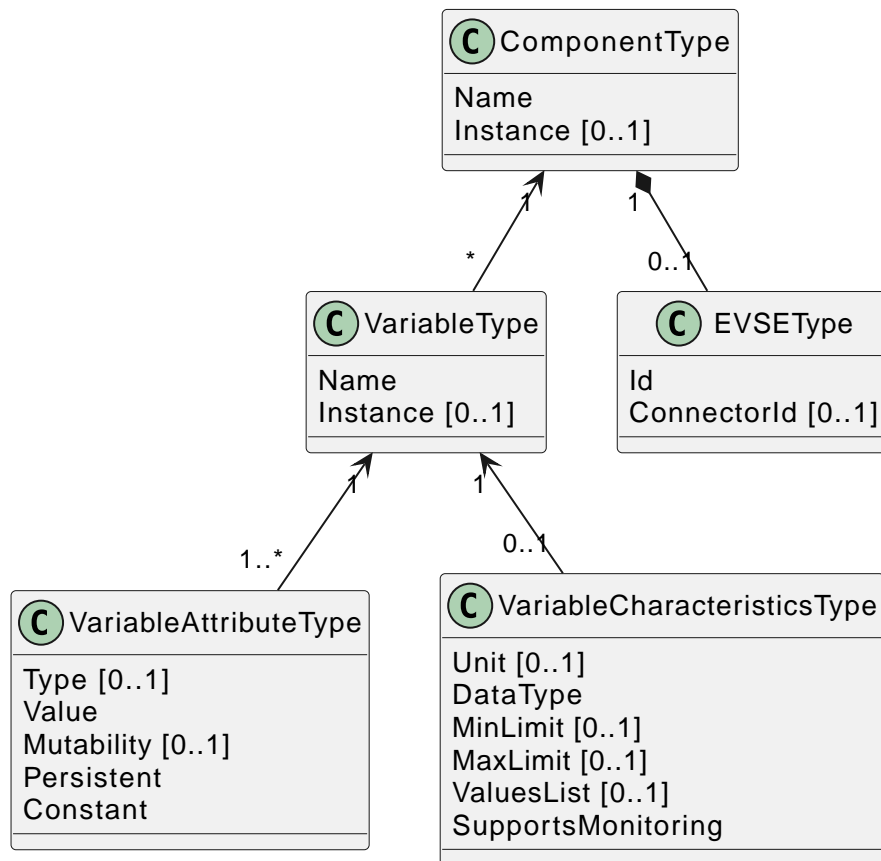 C ComponentType
Name
Instance [0..1]
1
1
*
0..1
C VariableType
Name
Instance [0..1]
C EVSEType
Id
ConnectorId [0..1]
1
1
1..*
0..1
C VariableAttributeType
Type [0..1]
Value
Mutability [0..1]
Persistent
Constant
C VariableCharacteristicsType
Unit [0..1]
DataType
MinLimit [0..1]
MaxLimit [0..1]
ValuesList [0..1]
SupportsMonitoring